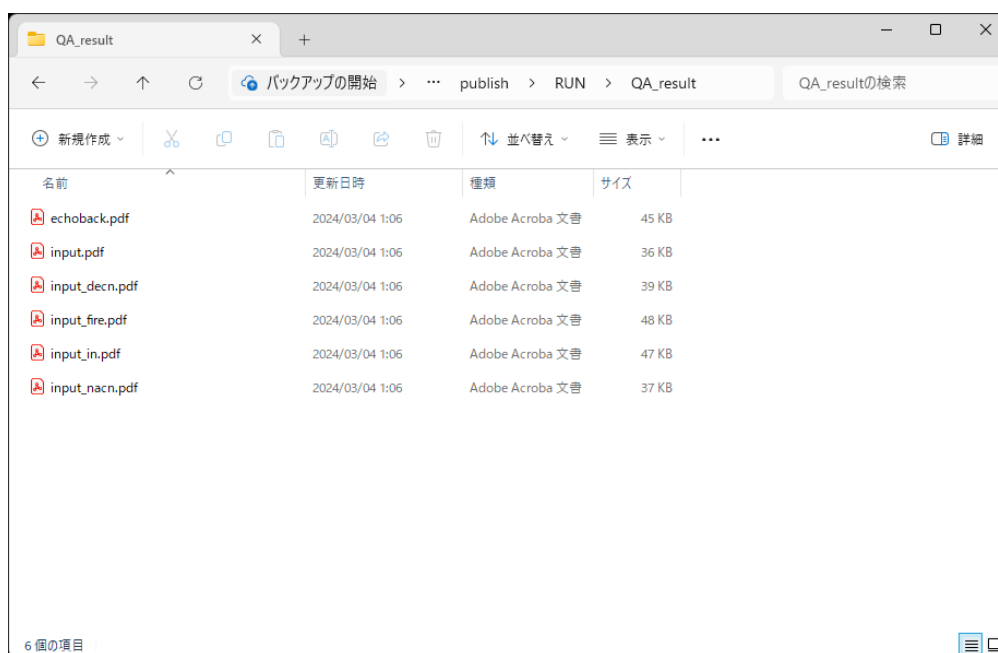 QA_result
バックアップの開始 > … publish > RUN > QA_result QA_resultの検索
新規作成 並べ替え 表示 … 詳細
名前 更新日時 種類 サイズ
echoback.pdf 2024/03/04 1:06 Adobe Acroba 文書 45 KB
input.pdf 2024/03/04 1:06 Adobe Acroba 文書 36 KB
input_decn.pdf 2024/03/04 1:06 Adobe Acroba 文書 39 KB
input_fire.pdf 2024/03/04 1:06 Adobe Acroba 文書 48 KB
input_in.pdf 2024/03/04 1:06 Adobe Acroba 文書 47 KB
input_nacn.pdf 2024/03/04 1:06 Adobe Acroba 文書 37 KB
6 個の項目